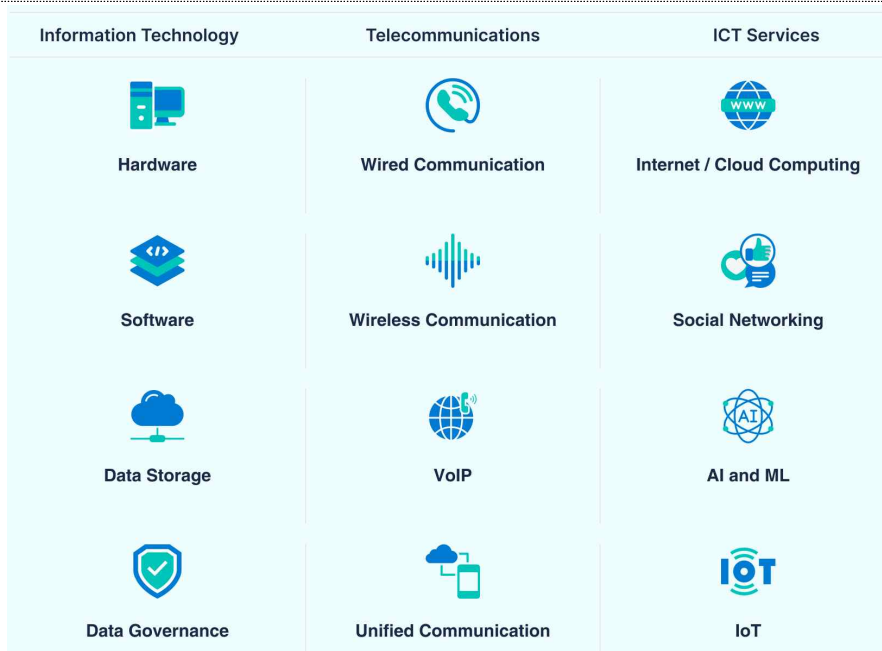 Information Technology
Telecommunications
ICT Services
WWW
Hardware
Wired Communication
Internet / Cloud Computing
</>
Software
Wireless Communication
Social Networking
AI
Data Storage
VoIP
AI and ML
IOT
Data Governance
Unified Communication
IoT